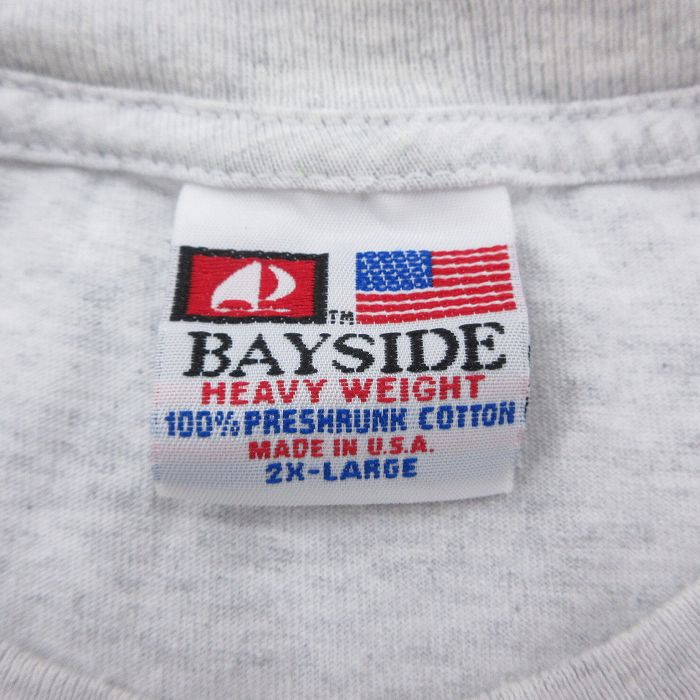 TM
BAYSIDE
HEAVY WEIGHT
100% PRESHRUNK COTTON
MADE IN U.S.A.
2X-LARGE